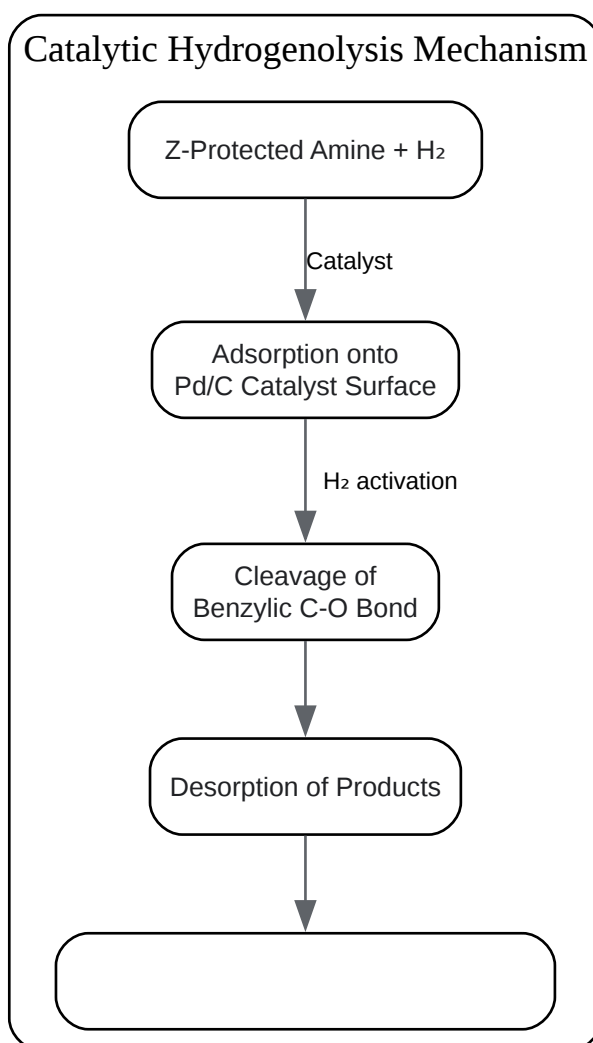 Catalytic Hydrogenolysis Mechanism
Z-Protected Amine + H₂
Catalyst
Adsorption onto
Pd/C Catalyst Surface
H₂ activation
Cleavage of
Benzylic C-O Bond
Desorption of Products